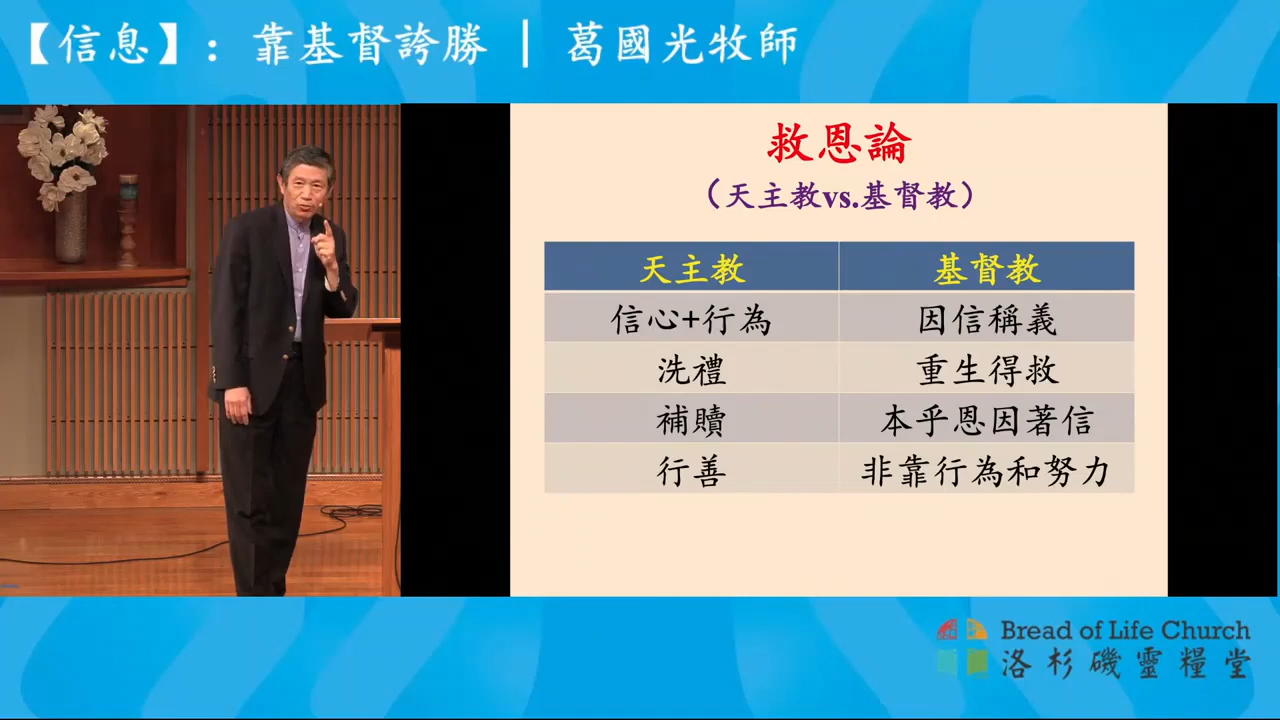 【信息】：靠基督誇勝 | 葛國光牧師
救恩論
（天主教vs.基督教）
天主教 基督教
信心+行為 因信稱義
洗禮 重生得救
補贖 本乎恩因著信
行善 非靠行為和努力
Bread of Life Church
洛杉磯靈糧堂